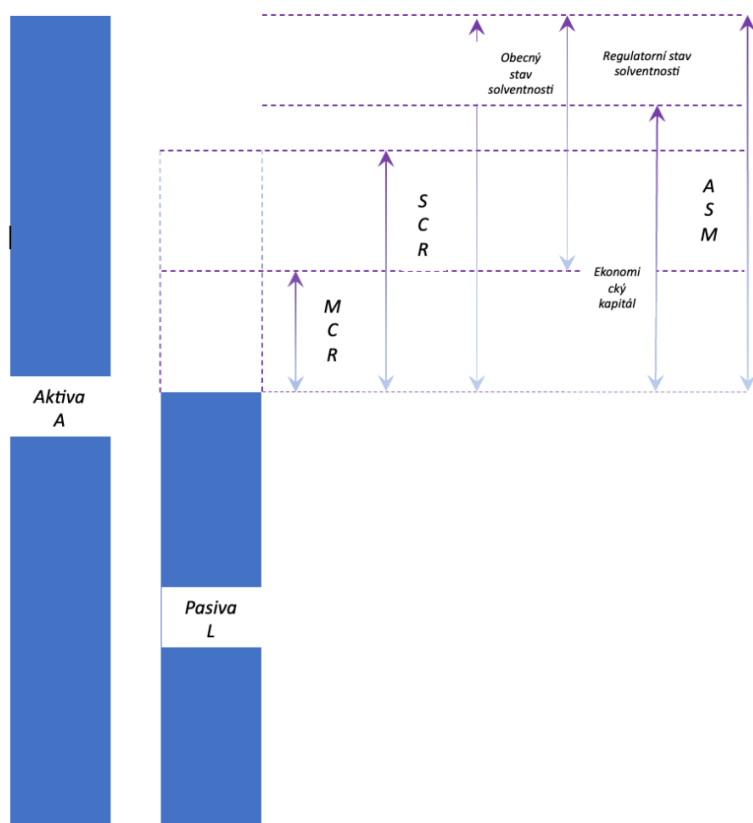 Obecný
stav
solventnosti
Regulatorní stav
solventnosti
S
C
R
A
S
M
M
C
R
Ekonomi
cký
kapitál
Aktiva
A
Pasiva
L